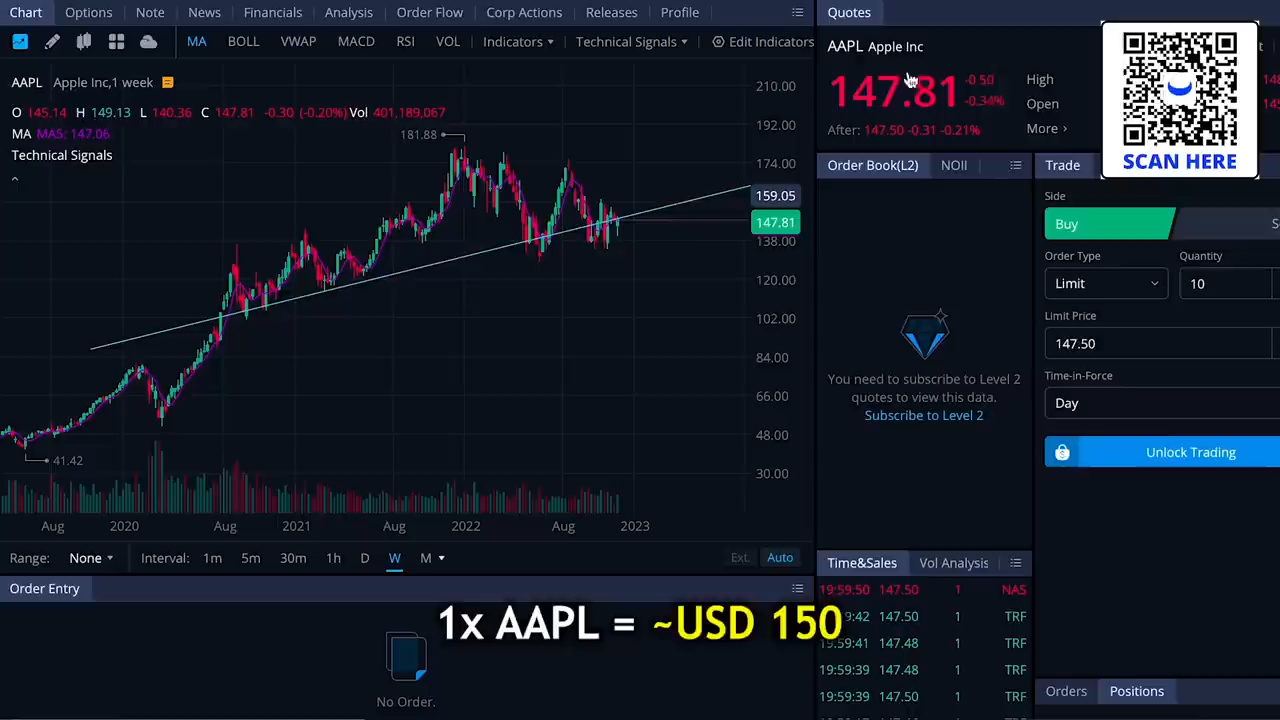 Chart Options Note News Financials Analysis Order Flow Corp Actions Releases Profile
MA BOLL VWAP MACD RSI VOL Indicators Technical Signals Edit Indicators
AAPL Apple Inc,1 week
O 145.14 H 149.13 L 140.36 C 147.81 -0.30 (-0.20%) Vol 401,189,067
MA MA5: 147.06
Technical Signals
181.88
41.42
210.00
192.00
174.00
159.05
147.81
138.00
120.00
102.00
84.00
66.00
48.00
30.00
Aug 2020 Aug 2021 Aug 2022 Aug 2023
Range: None Interval: 1m 5m 30m 1h D W M Ext. Auto
Order Entry
No Order.
1x AAPL = ~USD 150
Quotes
AAPL Apple Inc
147.81 -0.50
-0.34%
After: 147.50 -0.31 -0.21%
High
Open
More
SCAN HERE
Order Book(L2) NOII
You need to subscribe to Level 2
quotes to view this data.
Subscribe to Level 2
Time&Sales Vol Analysis
19:59.50 147.50 1 NAS
:59:42 147.50 1 TRF
19:59:41 147.48 1 TRF
19:59:39 147.48 1 TRF
19:59:39 147.50 1 TRF
Trade
Side
Buy S
Order Type Quantity
Limit 10
Limit Price
147.50
Time-in-Force
Day
Unlock Trading
Orders Positions